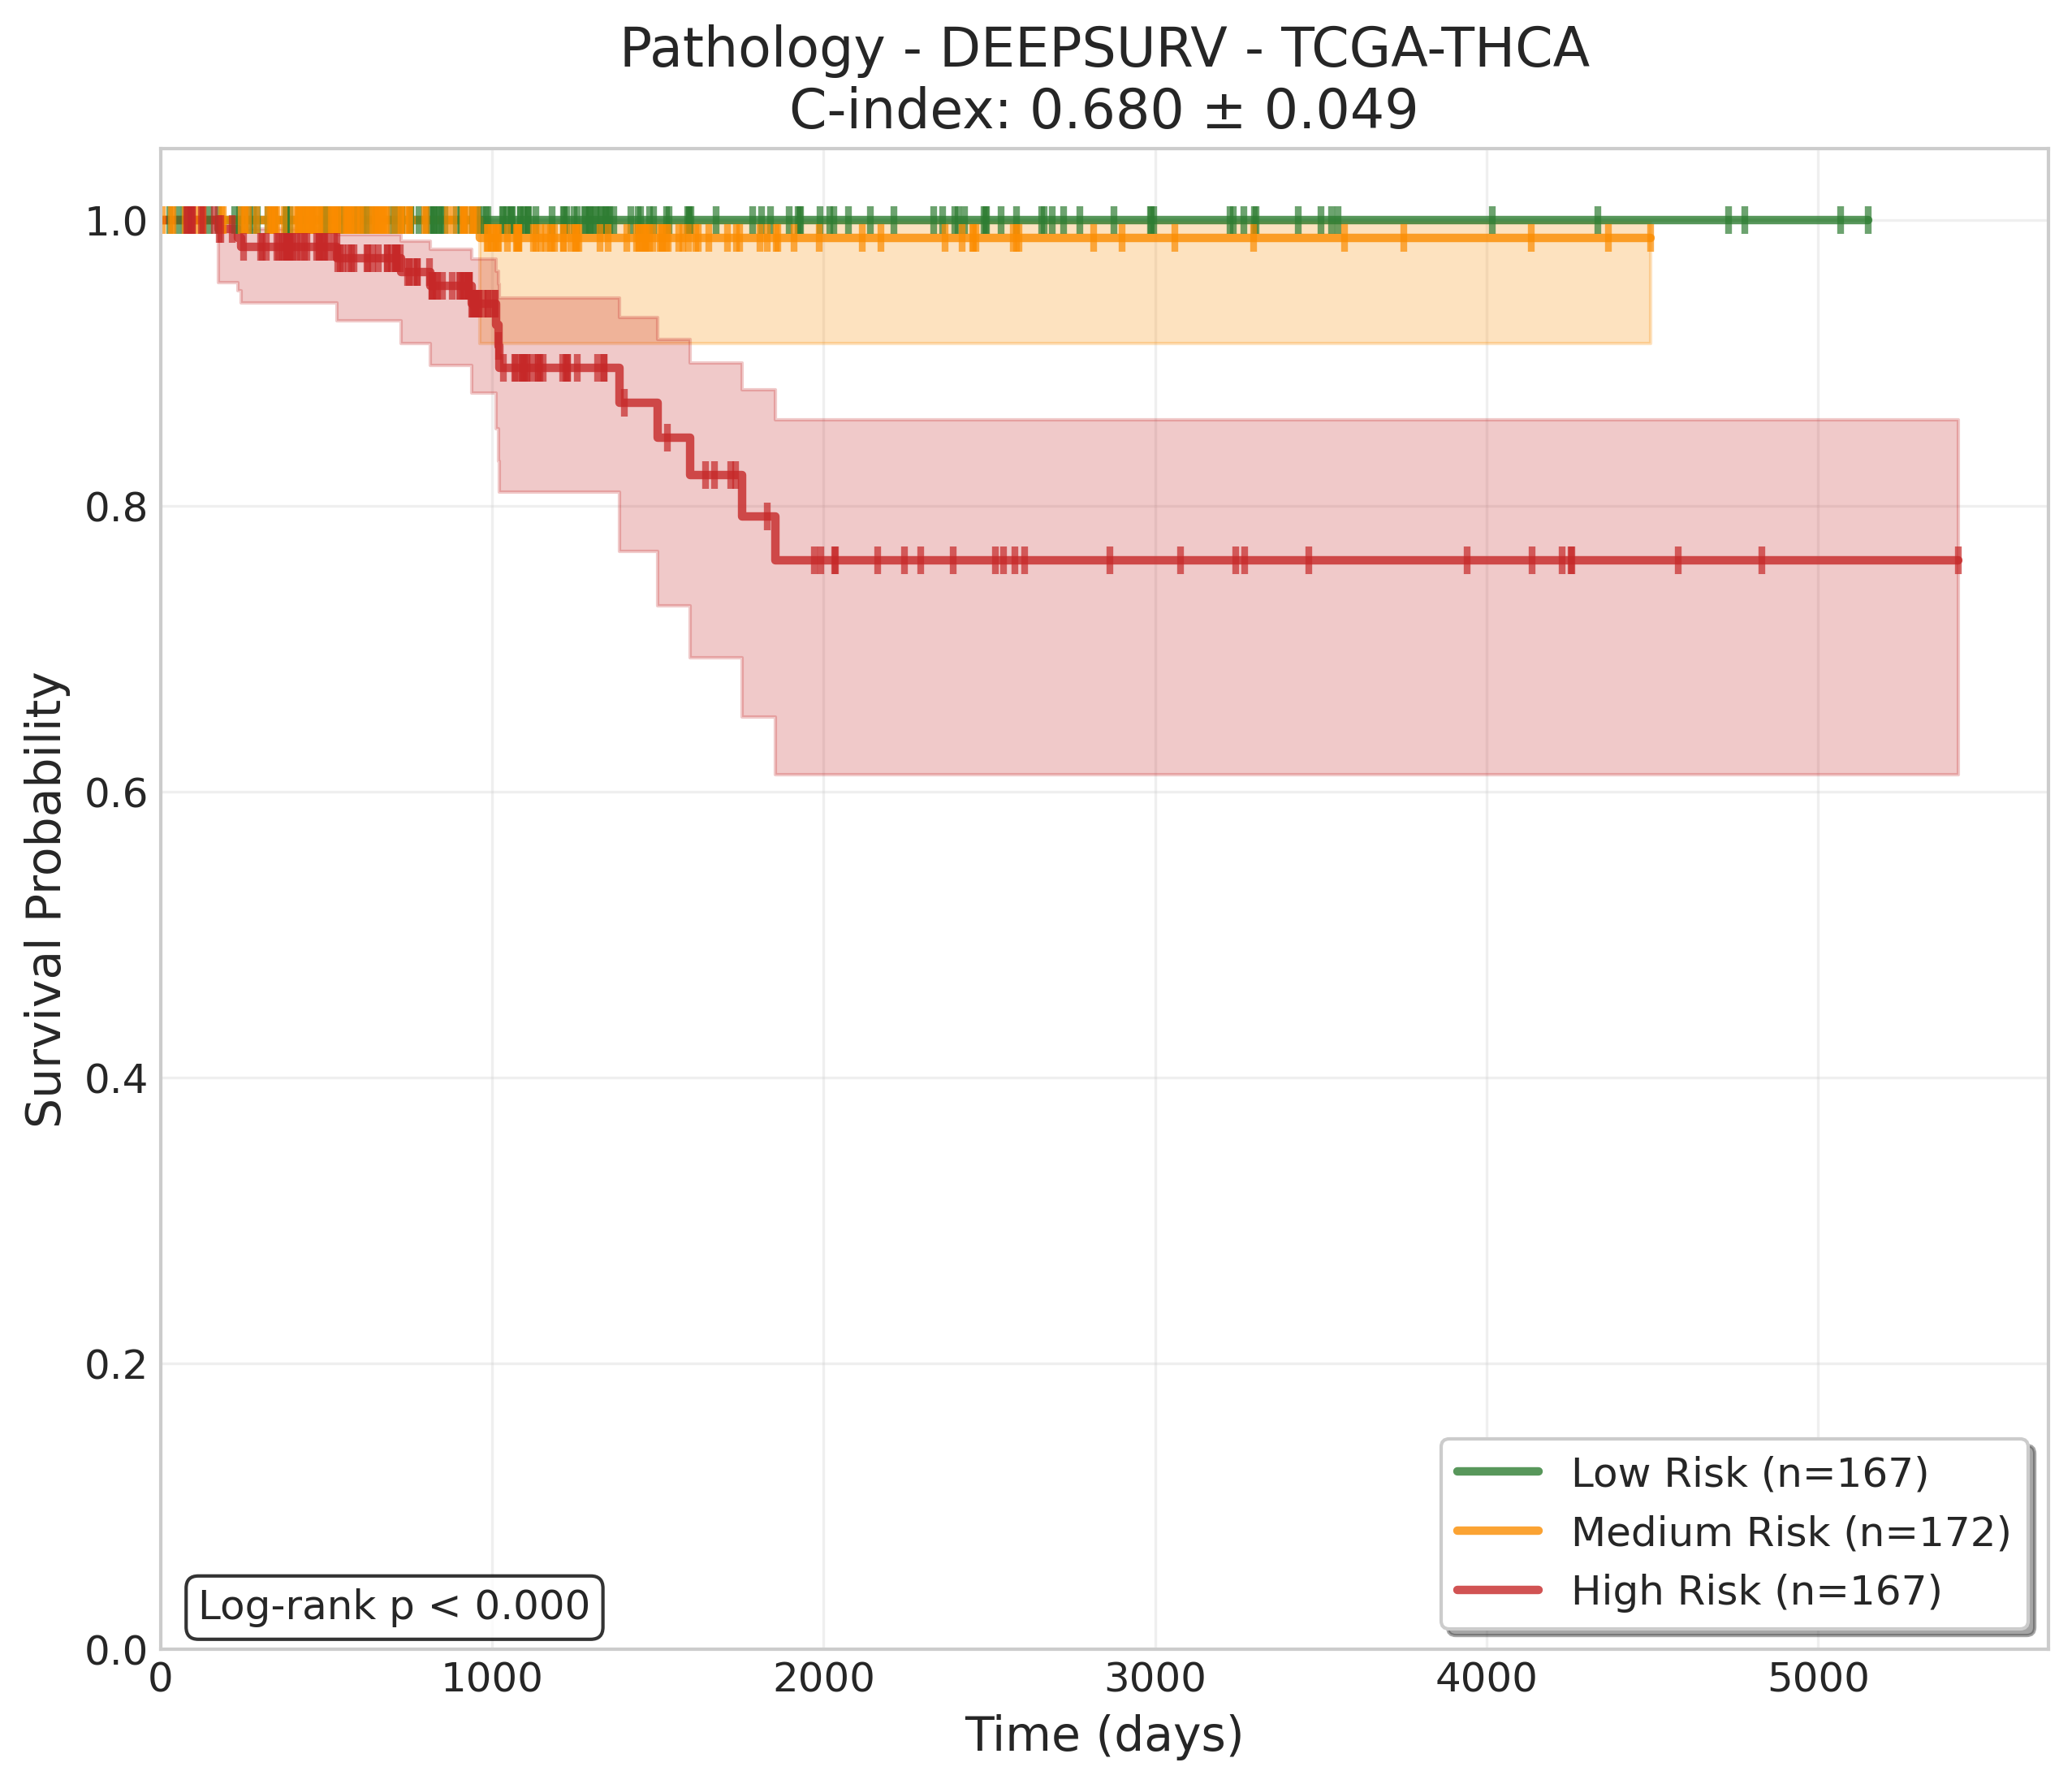 Pathology - DEEPSURV - TCGA-THCA
C-index: 0.680 ± 0.049
Survival Probability
1.0
0.8
0.6
0.4
0.2
0.0
0 1000 2000 3000 4000 5000
Time (days)
Log-rank p < 0.000
Low Risk (n=167)
Medium Risk (n=172)
High Risk (n=167)